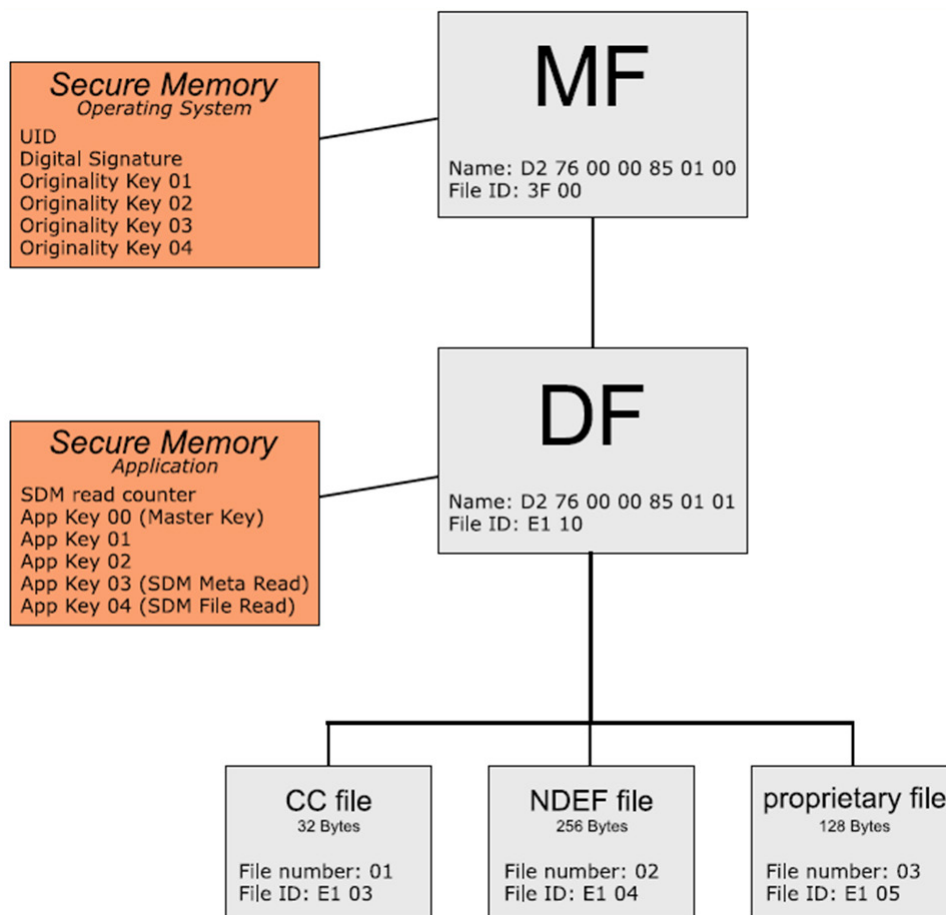 MF
Name: D2 76 00 00 85 01 00
File ID: 3F 00
Secure Memory
Operating System
UID
Digital Signature
Originality Key 01
Originality Key 02
Originality Key 03
Originality Key 04
DF
Name: D2 76 00 00 85 01 01
File ID: E1 10
Secure Memory
Application
SDM read counter
App Key 00 (Master Key)
App Key 01
App Key 02
App Key 03 (SDM Meta Read)
App Key 04 (SDM File Read)
CC file
32 Bytes
File number: 01
File ID: E1 03
NDEF file
256 Bytes
File number: 02
File ID: E1 04
proprietary file
128 Bytes
File number: 03
File ID: E1 05